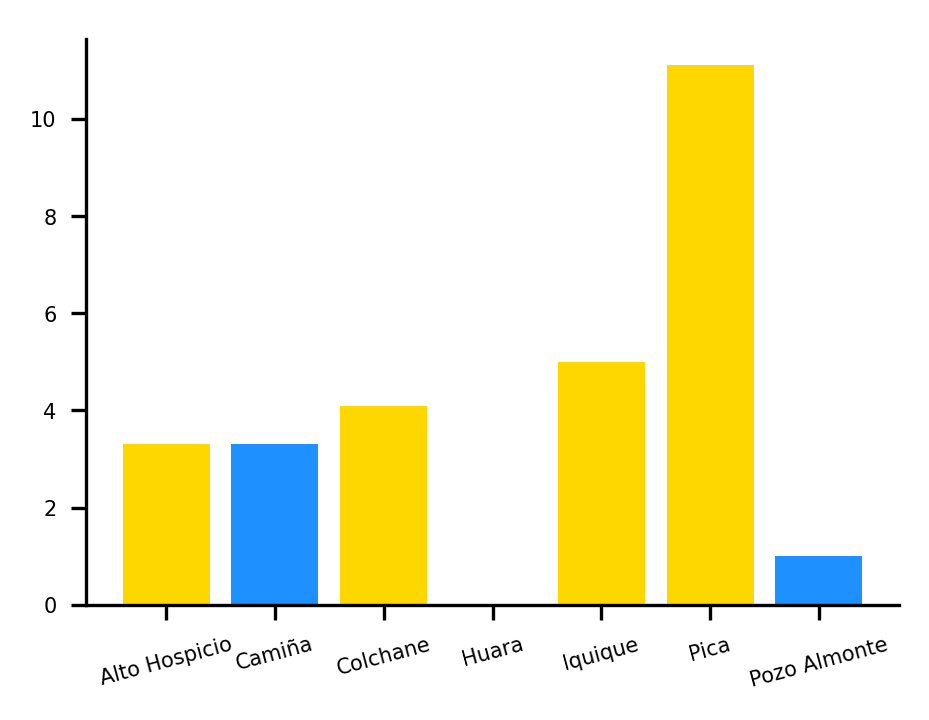 10
8
6
4
2
0
Alto Hospicio
Camiña
Colchane
Huara
Iquique
Pica
Pozo Almonte